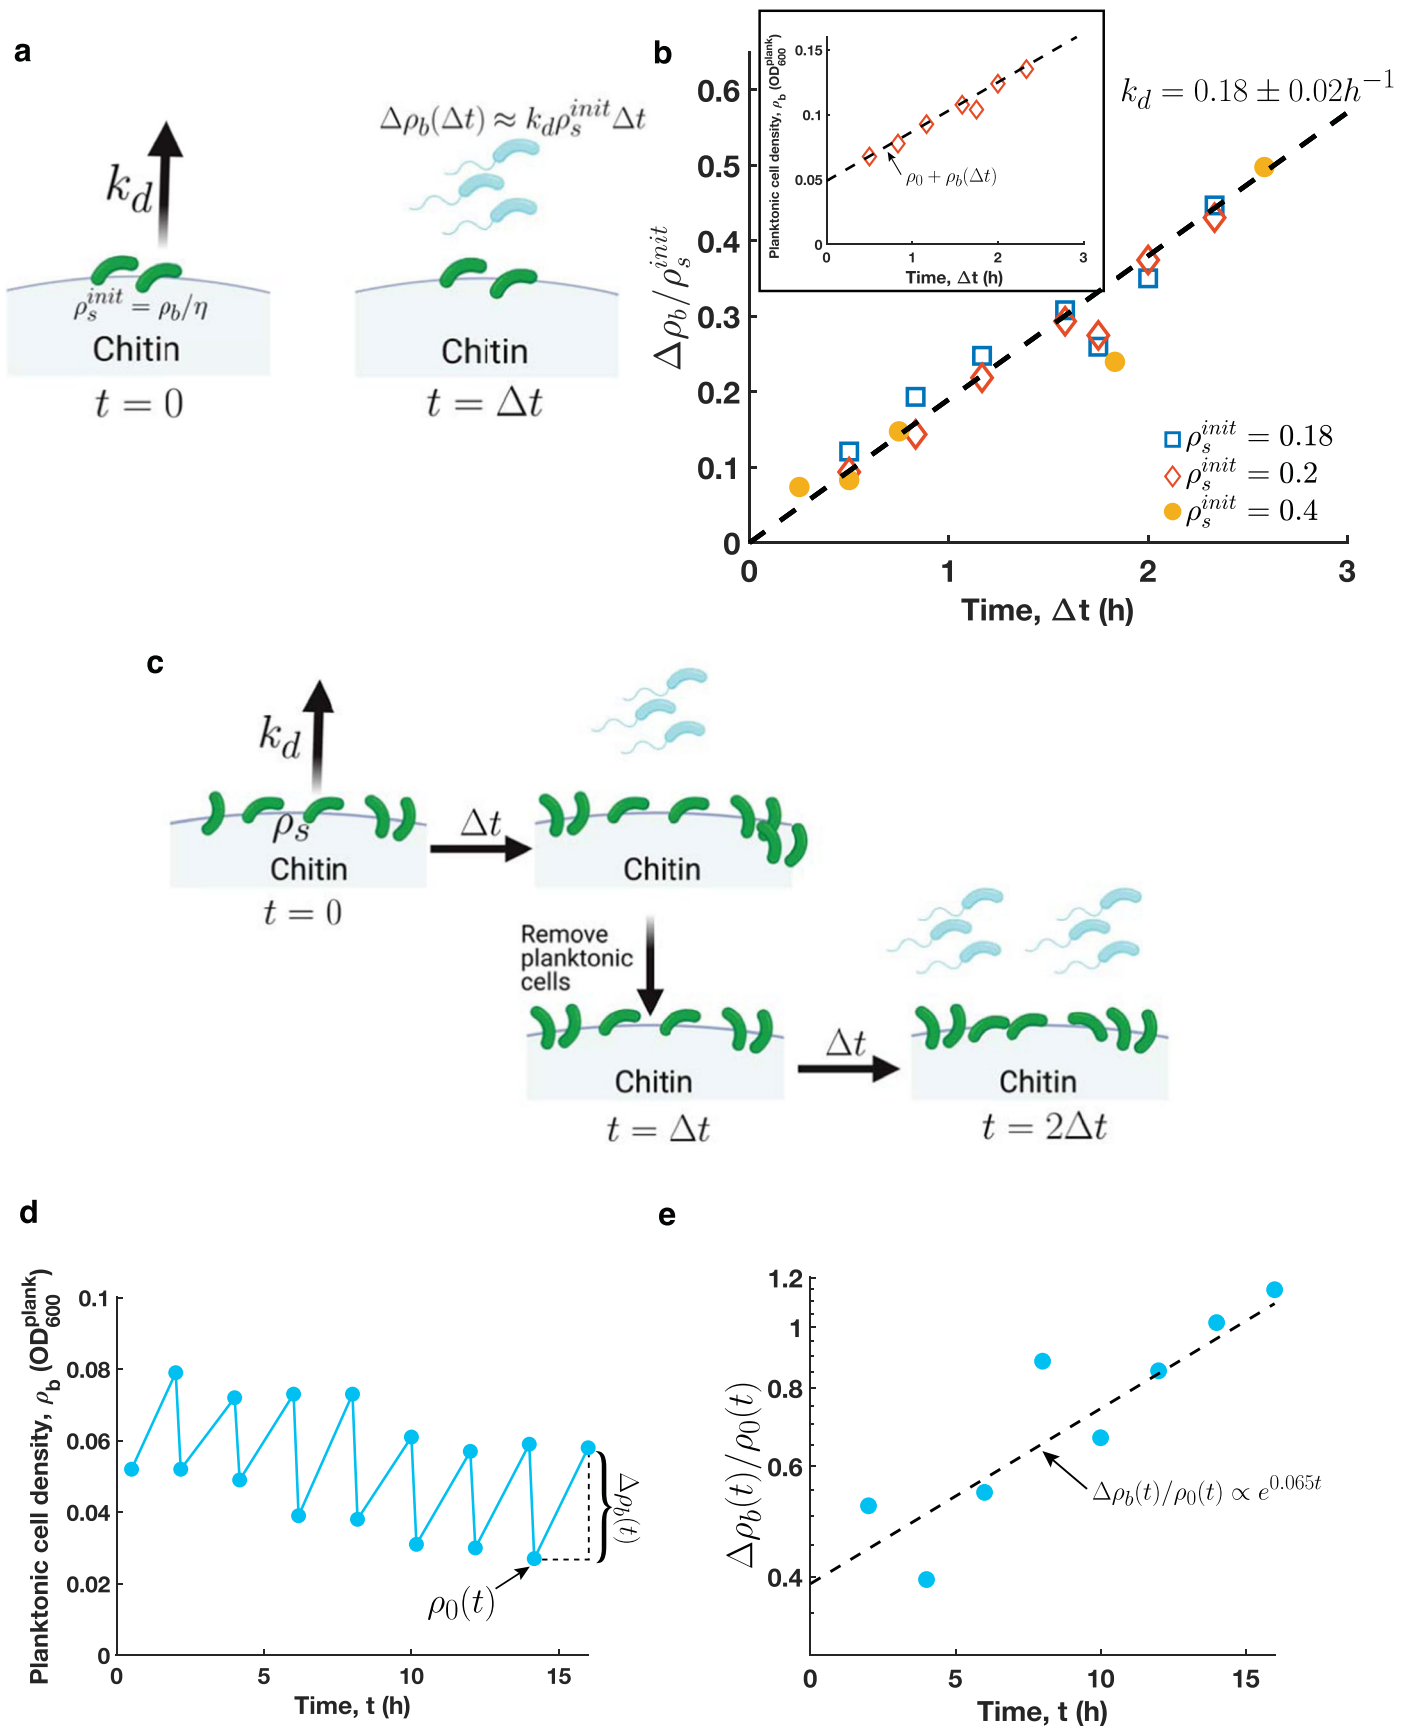 a
k_d
ρ_s^{init} = ρ_b/η
Chitin
t = 0
Δρ_b(Δt) ≈ k_dρ_s^{init}Δt
Chitin
t = Δt
b
Δρ_b/ρ_s^{init}
0.6
0.5
0.4
0.3
0.2
0.1
0
0
1
2
3
Time, Δt (h)
k_d = 0.18 ± 0.02h^{-1}
ρ_s^{init} = 0.18
ρ_s^{init} = 0.2
ρ_s^{init} = 0.4
Planktonic cell density, ρ_b (OD_{600}^{plank})
0.15
0.1
0.05
0
0
1
2
3
Time, Δt (h)
ρ_0 + ρ_b(Δt)
c
k_d
ρ_s
Chitin
t = 0
Δt
Chitin
Remove
planktonic
cells
Chitin
t = Δt
Δt
Chitin
t = 2Δt
d
Planktonic cell density, ρ_b (OD_{600}^{plank})
0.1
0.08
0.06
0.04
0.02
0
0
5
10
15
Time, t (h)
ρ_0(t)
Δρ_b(t)
e
Δρ_b(t)/ρ_0(t)
1.2
1
0.8
0.6
0.4
0
5
10
15
Time, t (h)
Δρ_b(t)/ρ_0(t) ∝ e^{0.065t}